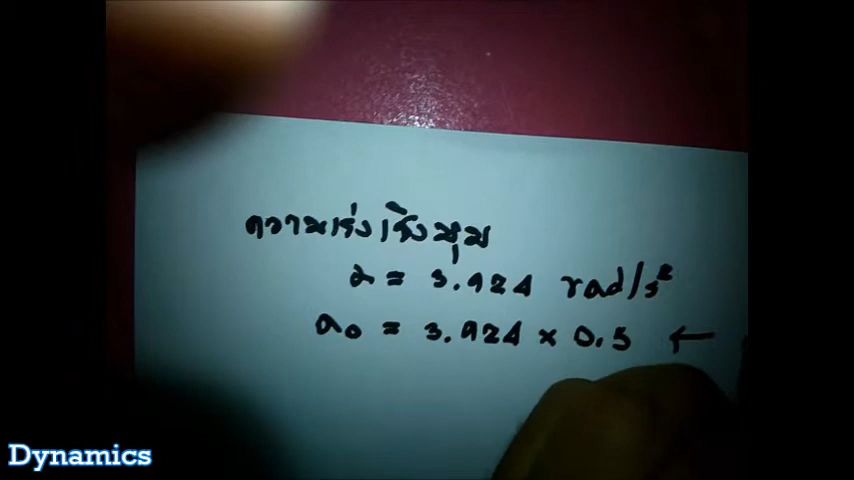 ความเร่งเชิงมุม
α = 3.924 rad/s²
a₀ = 3.924 × 0.5 ←
Dynamics